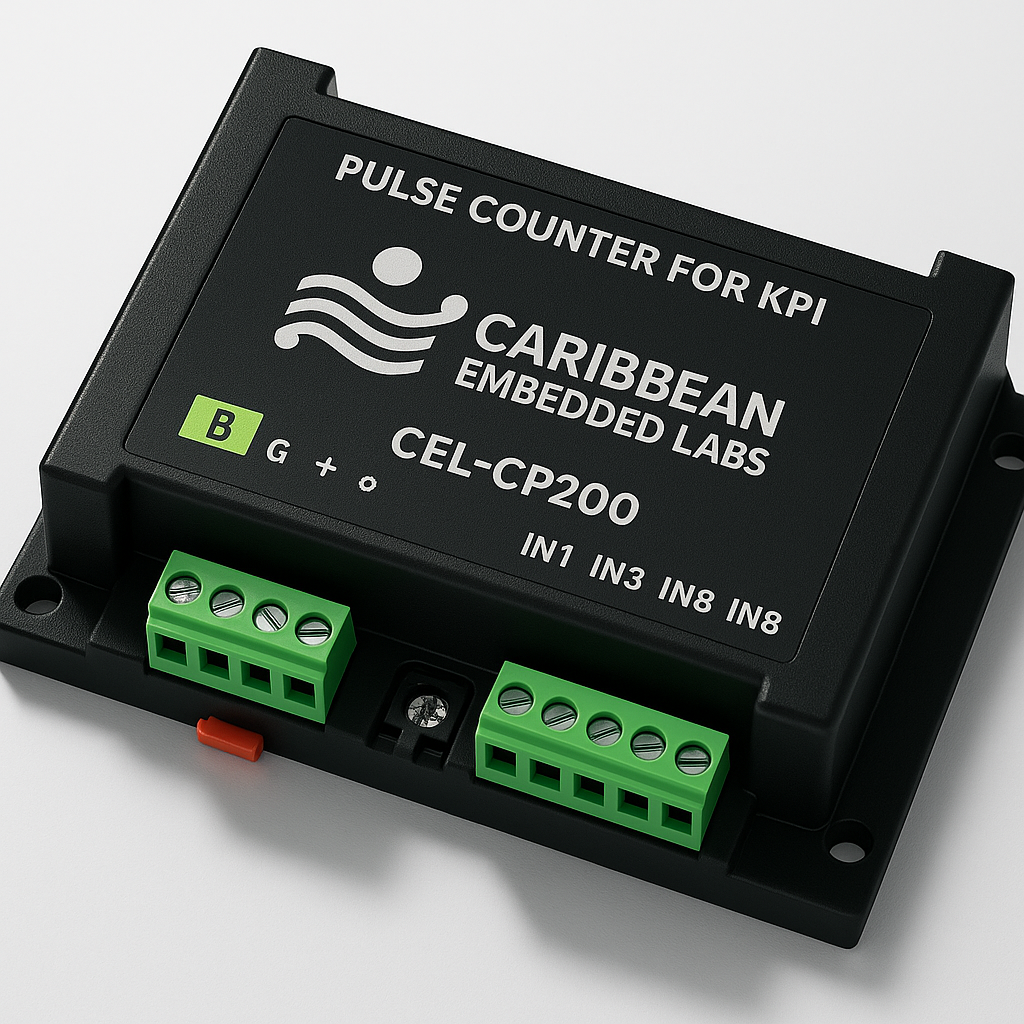 PULSE COUNTER FOR KPI
CARIBBEAN
EMBEDDED LABS
CEL-CP200
B G + o
IN1 IN3 IN8 IN8